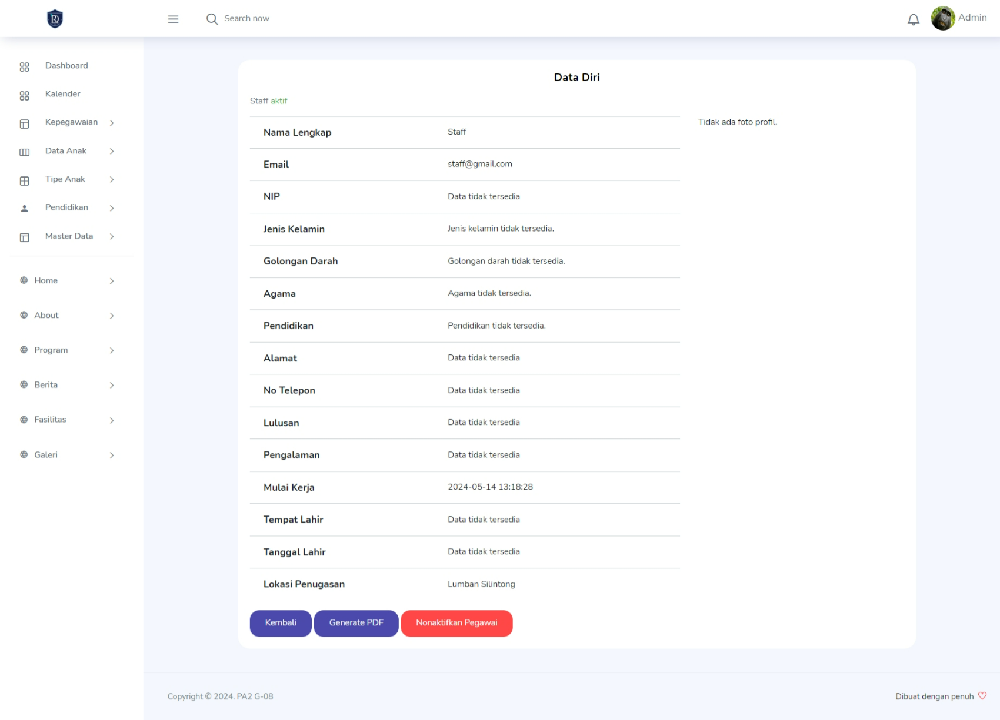 Search now
Admin
Dashboard
Kalender
Kepegawaian
Data Anak
Tipe Anak
Pendidikan
Master Data
Home
About
Program
Berita
Fasilitas
Galeri
Data Diri
Staff aktif
Nama Lengkap Staff
Email staff@gmail.com
NIP Data tidak tersedia
Jenis Kelamin Jenis kelamin tidak tersedia.
Golongan Darah Golongan darah tidak tersedia.
Agama Agama tidak tersedia.
Pendidikan Pendidikan tidak tersedia.
Alamat Data tidak tersedia
No Telepon Data tidak tersedia
Lulusan Data tidak tersedia
Pengalaman Data tidak tersedia
Mulai Kerja 2024-05-14 13:18:28
Tempat Lahir Data tidak tersedia
Tanggal Lahir Data tidak tersedia
Lokasi Penugasan Lumban Silintong
Tidak ada foto profil.
Kembali Generate PDF Nonaktifkan Pegawai
Copyright © 2024. PA2 G-08
Dibuat dengan penuh